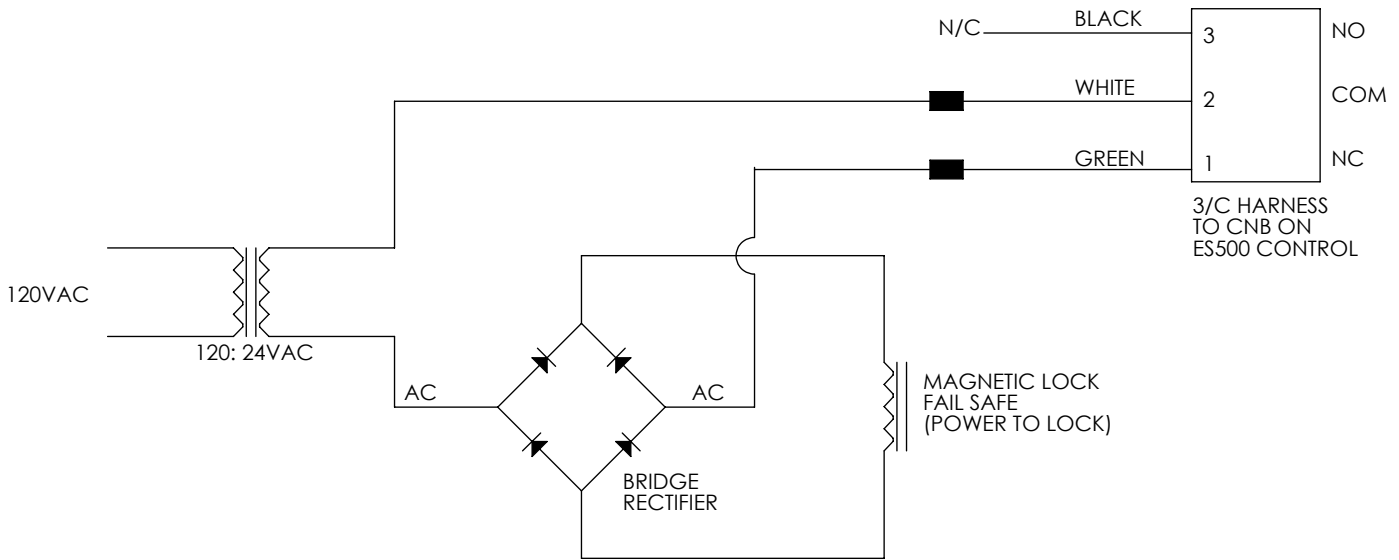 N/C
BLACK
3
NO
WHITE
2
COM
GREEN
1
NC
3/C HARNESS
TO CNB ON
ES500 CONTROL
120VAC
120: 24VAC
AC
AC
MAGNETIC LOCK
FAIL SAFE
(POWER TO LOCK)
BRIDGE
RECTIFIER